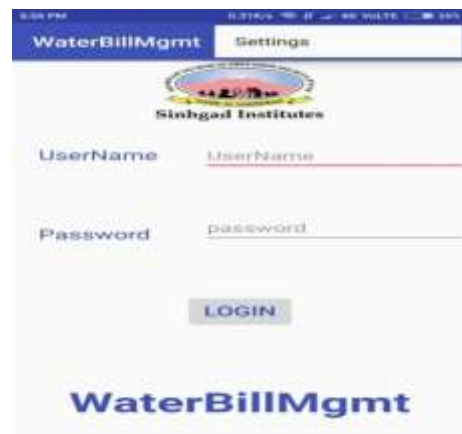 WaterBillMgmt Settings
Sinhgad Institutes
UserName UserName
Password password
LOGIN
WaterBillMgmt